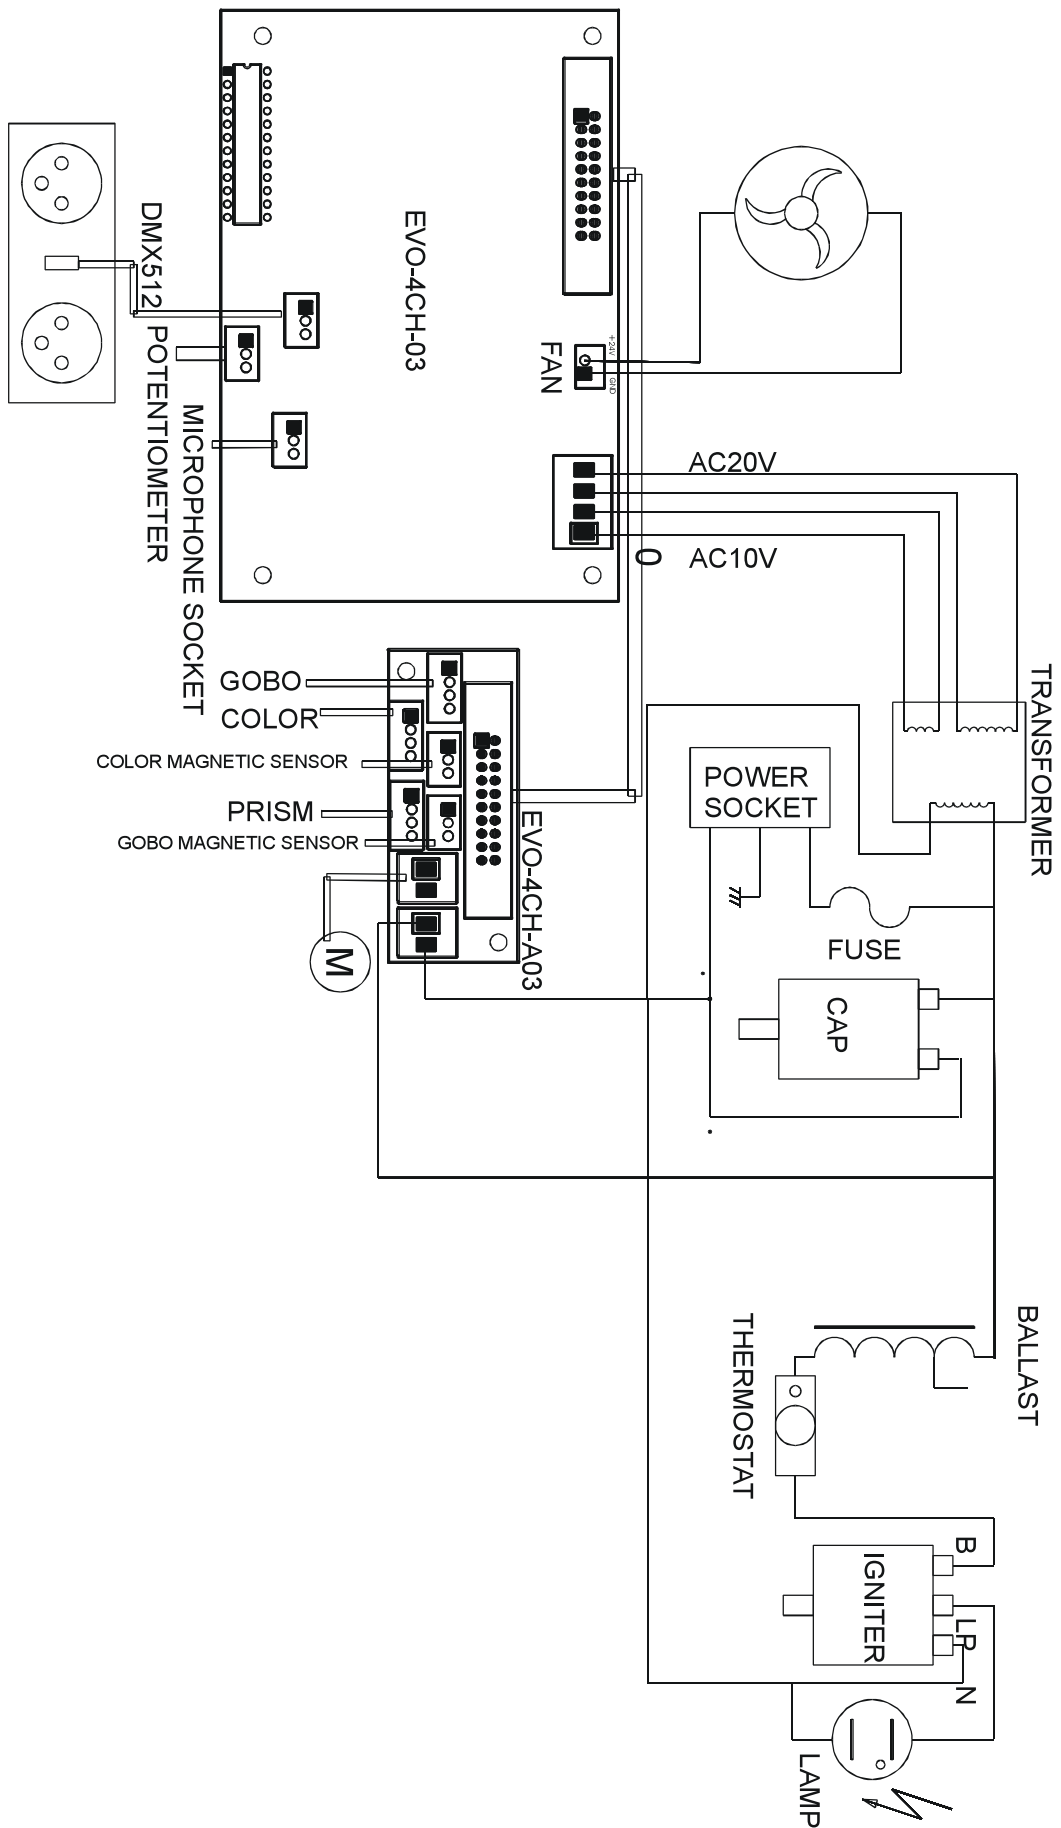 EVO-4CH-03
DMX512
POTENTIOMETER
MICROPHONE SOCKET
FAN
+24V
GND
AC20V
0
AC10V
TRANSFORMER
GOBO
COLOR
COLOR MAGNETIC SENSOR
PRISM
GOBO MAGNETIC SENSOR
EVO-4CH-A03
M
POWER
SOCKET
FUSE
CAP
BALLAST
THERMOSTAT
B
IGNITER
LP
N
LAMP